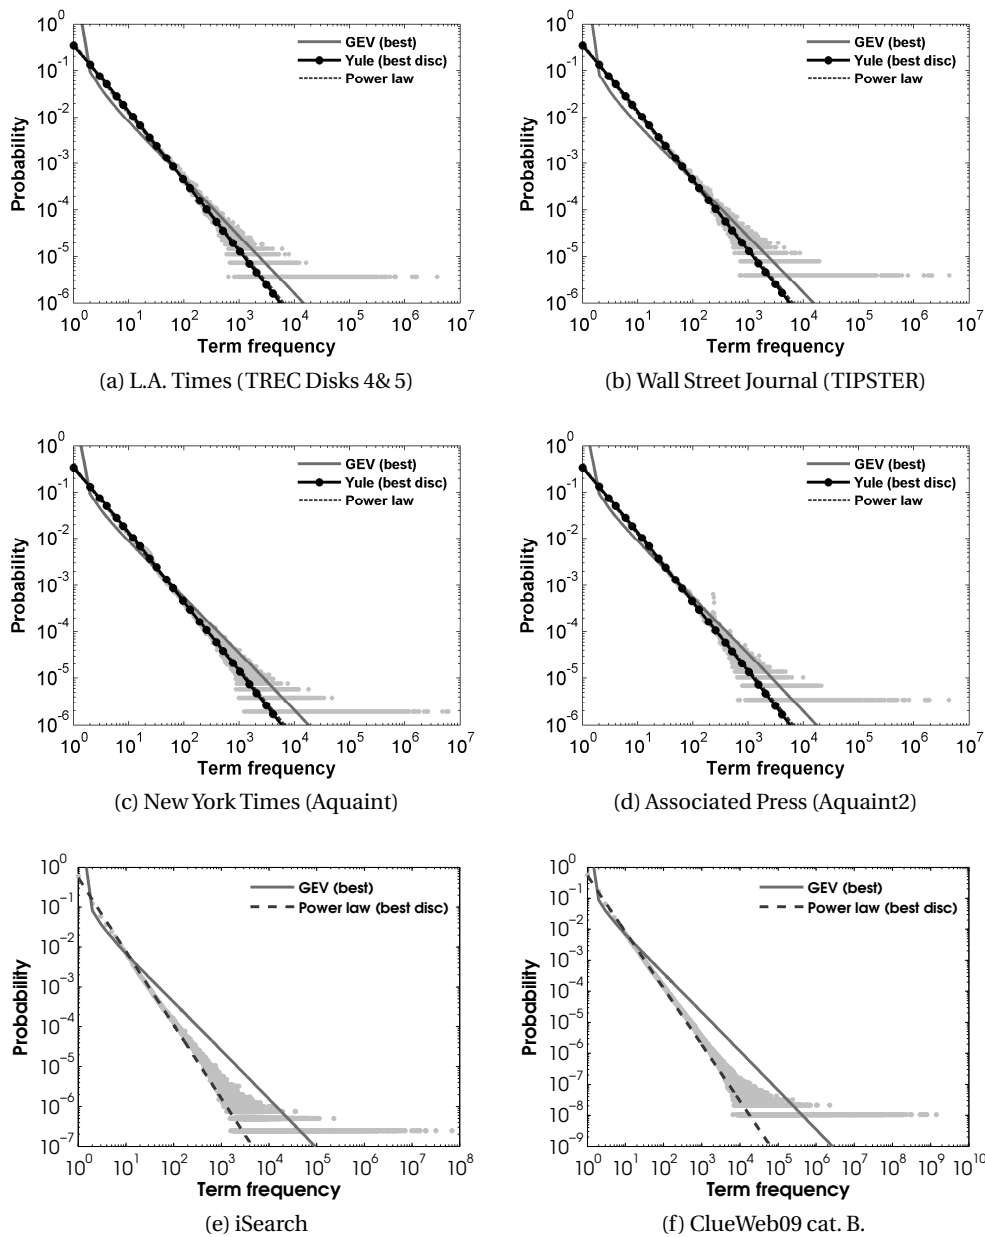 10^0
10^-1
10^-2
10^-3
10^-4
10^-5
10^-6
Probability
GEV (best)
Yule (best disc)
Power law
10^0 10^1 10^2 10^3 10^4 10^5 10^6 10^7
Term frequency
(a) L.A. Times (TREC Disks 4& 5)
10^0
10^-1
10^-2
10^-3
10^-4
10^-5
10^-6
Probability
GEV (best)
Yule (best disc)
Power law
10^0 10^1 10^2 10^3 10^4 10^5 10^6 10^7
Term frequency
(b) Wall Street Journal (TIPSTER)
10^0
10^-1
10^-2
10^-3
10^-4
10^-5
10^-6
Probability
GEV (best)
Yule (best disc)
Power law
10^0 10^1 10^2 10^3 10^4 10^5 10^6 10^7
Term frequency
(c) New York Times (Aquaint)
10^0
10^-1
10^-2
10^-3
10^-4
10^-5
10^-6
Probability
GEV (best)
Yule (best disc)
Power law
10^0 10^1 10^2 10^3 10^4 10^5 10^6 10^7
Term frequency
(d) Associated Press (Aquaint2)
10^0
10^-1
10^-2
10^-3
10^-4
10^-5
10^-6
10^-7
Probability
GEV (best)
Power law (best disc)
10^0 10^1 10^2 10^3 10^4 10^5 10^6 10^7 10^8
Term frequency
(e) iSearch
10^0
10^-1
10^-2
10^-3
10^-4
10^-5
10^-6
10^-7
10^-8
10^-9
Probability
GEV (best)
Power law (best disc)
10^0 10^1 10^2 10^3 10^4 10^5 10^6 10^7 10^8 10^9 10^10
Term frequency
(f) ClueWeb09 cat. B.